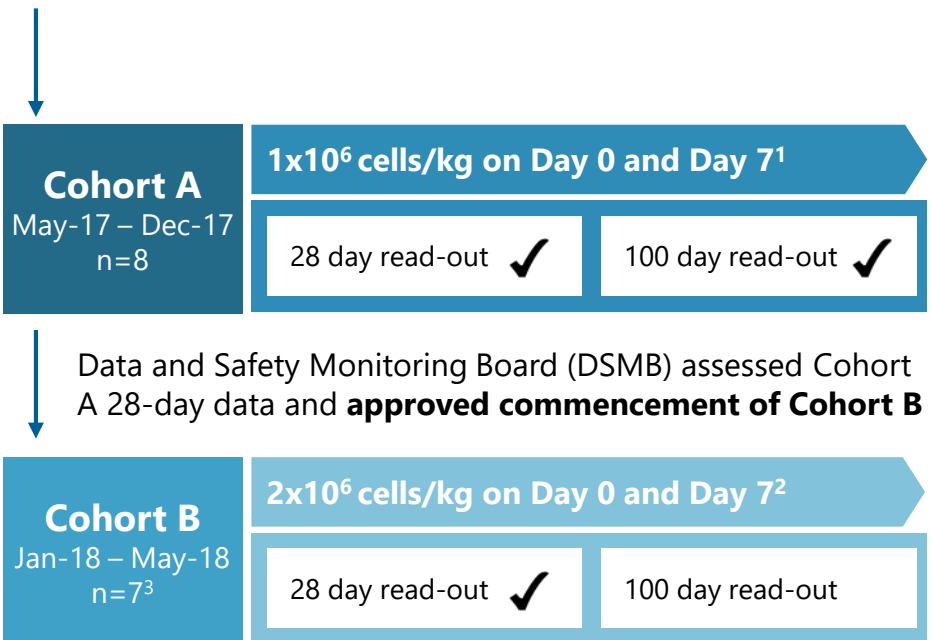 Cohort A
May-17 – Dec-17
n=8
1x10⁶ cells/kg on Day 0 and Day 7¹
28 day read-out ✓
100 day read-out ✓
Data and Safety Monitoring Board (DSMB) assessed Cohort
A 28-day data and approved commencement of Cohort B
Cohort B
Jan-18 – May-18
n=7³
2x10⁶ cells/kg on Day 0 and Day 7²
28 day read-out ✓
100 day read-out